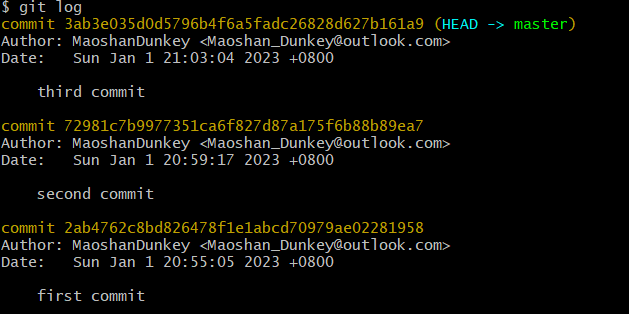 $ git log
commit 3ab3e035d0d5796b4f6a5fadc26828d627b161a9 (HEAD -> master)
Author: MaoshanDunkey <Maoshan_Dunkey@outlook.com>
Date:   Sun Jan 1 21:03:04 2023 +0800
third commit
commit 72981c7b9977351ca6f827d87a175f6b88b89ea7
Author: MaoshanDunkey <Maoshan_Dunkey@outlook.com>
Date:   Sun Jan 1 20:59:17 2023 +0800
second commit
commit 2ab4762c8bd826478f1e1abcd70979ae02281958
Author: MaoshanDunkey <Maoshan_Dunkey@outlook.com>
Date:   Sun Jan 1 20:55:05 2023 +0800
first commit